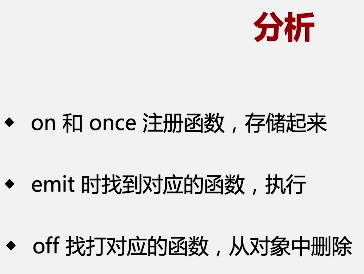 分析
◆ on 和 once 注册函数，存储起来
◆ emit 时找到对应的函数，执行
◆ off 找打对应的函数，从对象中删除